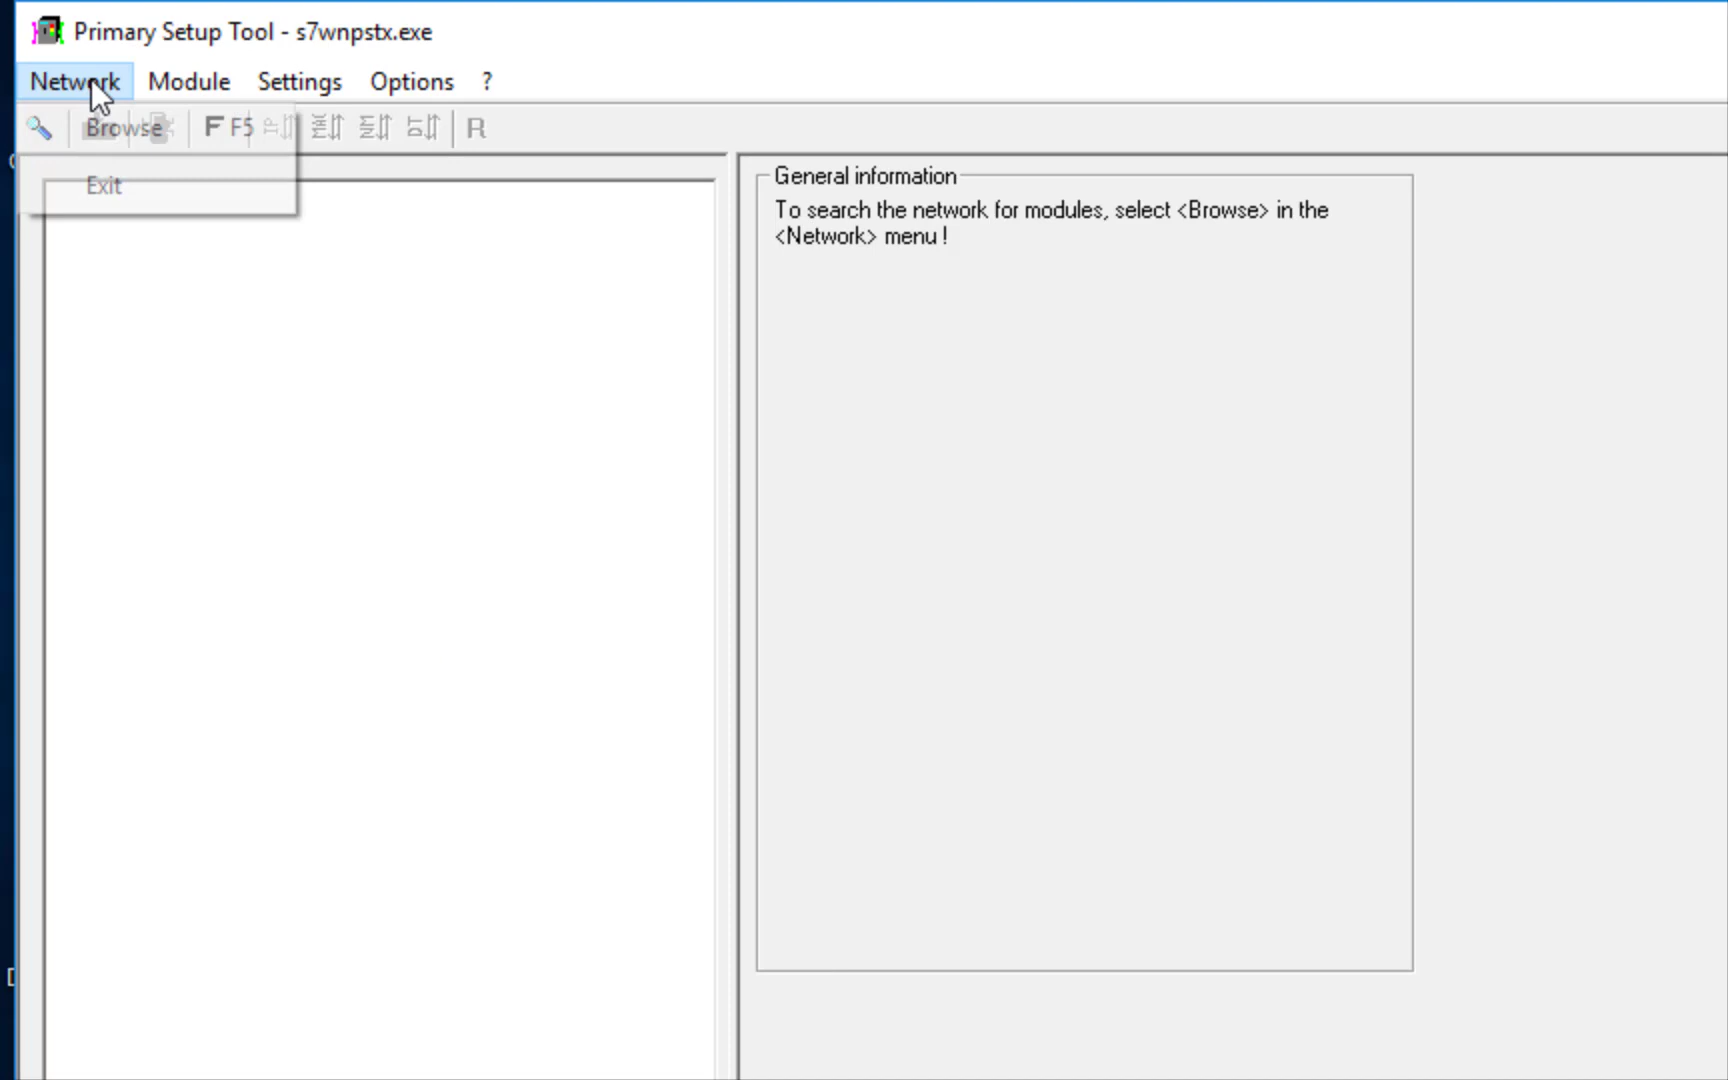 Primary Setup Tool - s7wnpstx.exe
Network Module Settings Options ?
Browse F5
F
R
Exit
General information
To search the network for modules, select <Browse> in the
<Network> menu !